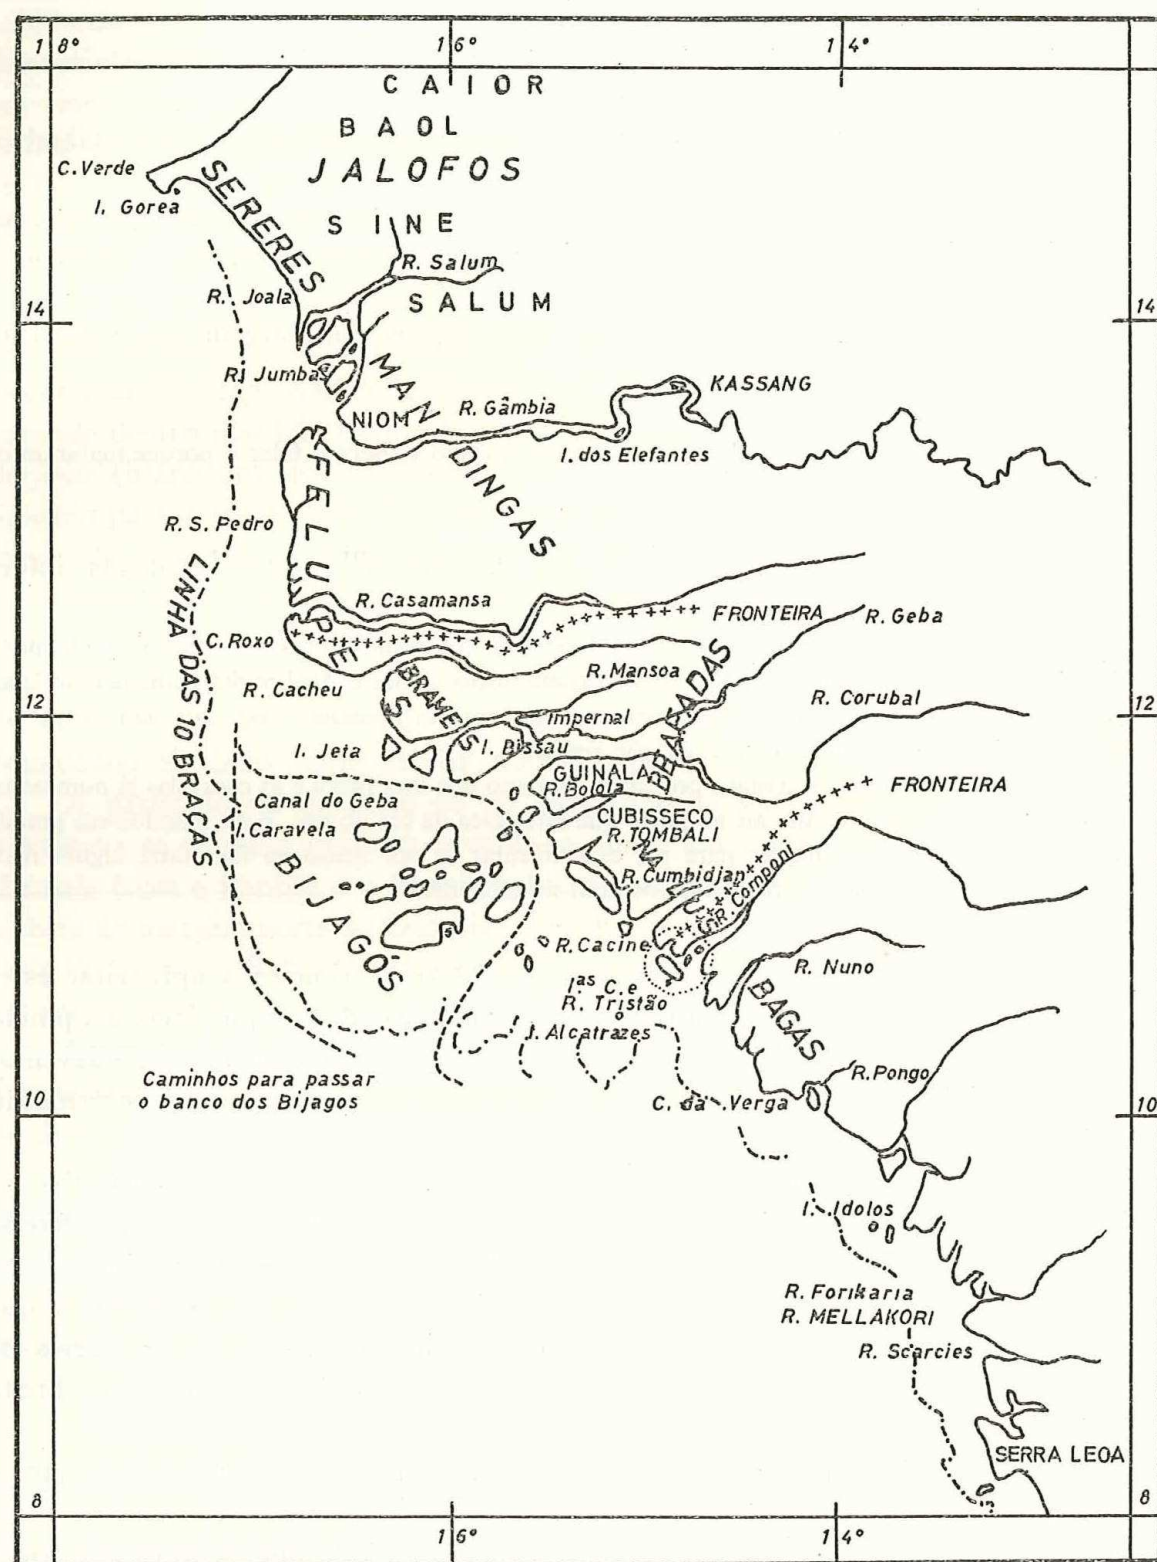 18°
16°
14°
CAIOR
BAOL
JALOFOS
C. Verde
SERERES
I. Gorea
SINE
R. Salum
R. Joala
SALUM
14
14
R. Jumbas
MANDINGAS
KASSANG
NIOM
R. Gâmbia
I. dos Elefantes
FELUPES
R. S. Pedro
LINHA DAS 10 BRAÇAS
R. Casamansa
FRONTEIRA
R. Geba
C. Roxo
R. Mansoa
R. Cacheu
BRAMES
BEAFADAS
R. Corubal
12
12
Impernal
I. Jeta
I. Bissau
GUINALA
FRONTEIRA
R. Bolola
Canal do Geba
CUBISSECO
I. Caravela
R. TOMBALI
BIJAGÓS
NALUS
R. Cumbidjan
R. Componi
R. Cacine
R. Nuno
Ias C. e
R. Tristão
BAGAS
I. Alcatrazes
Caminhos para passar
o banco dos Bijagos
R. Pongo
C. da Verga
10
10
I. Idolos
R. Forikaria
R. MELLAKORI
R. Scarcies
SERRA LEOA
8
8
16°
14°